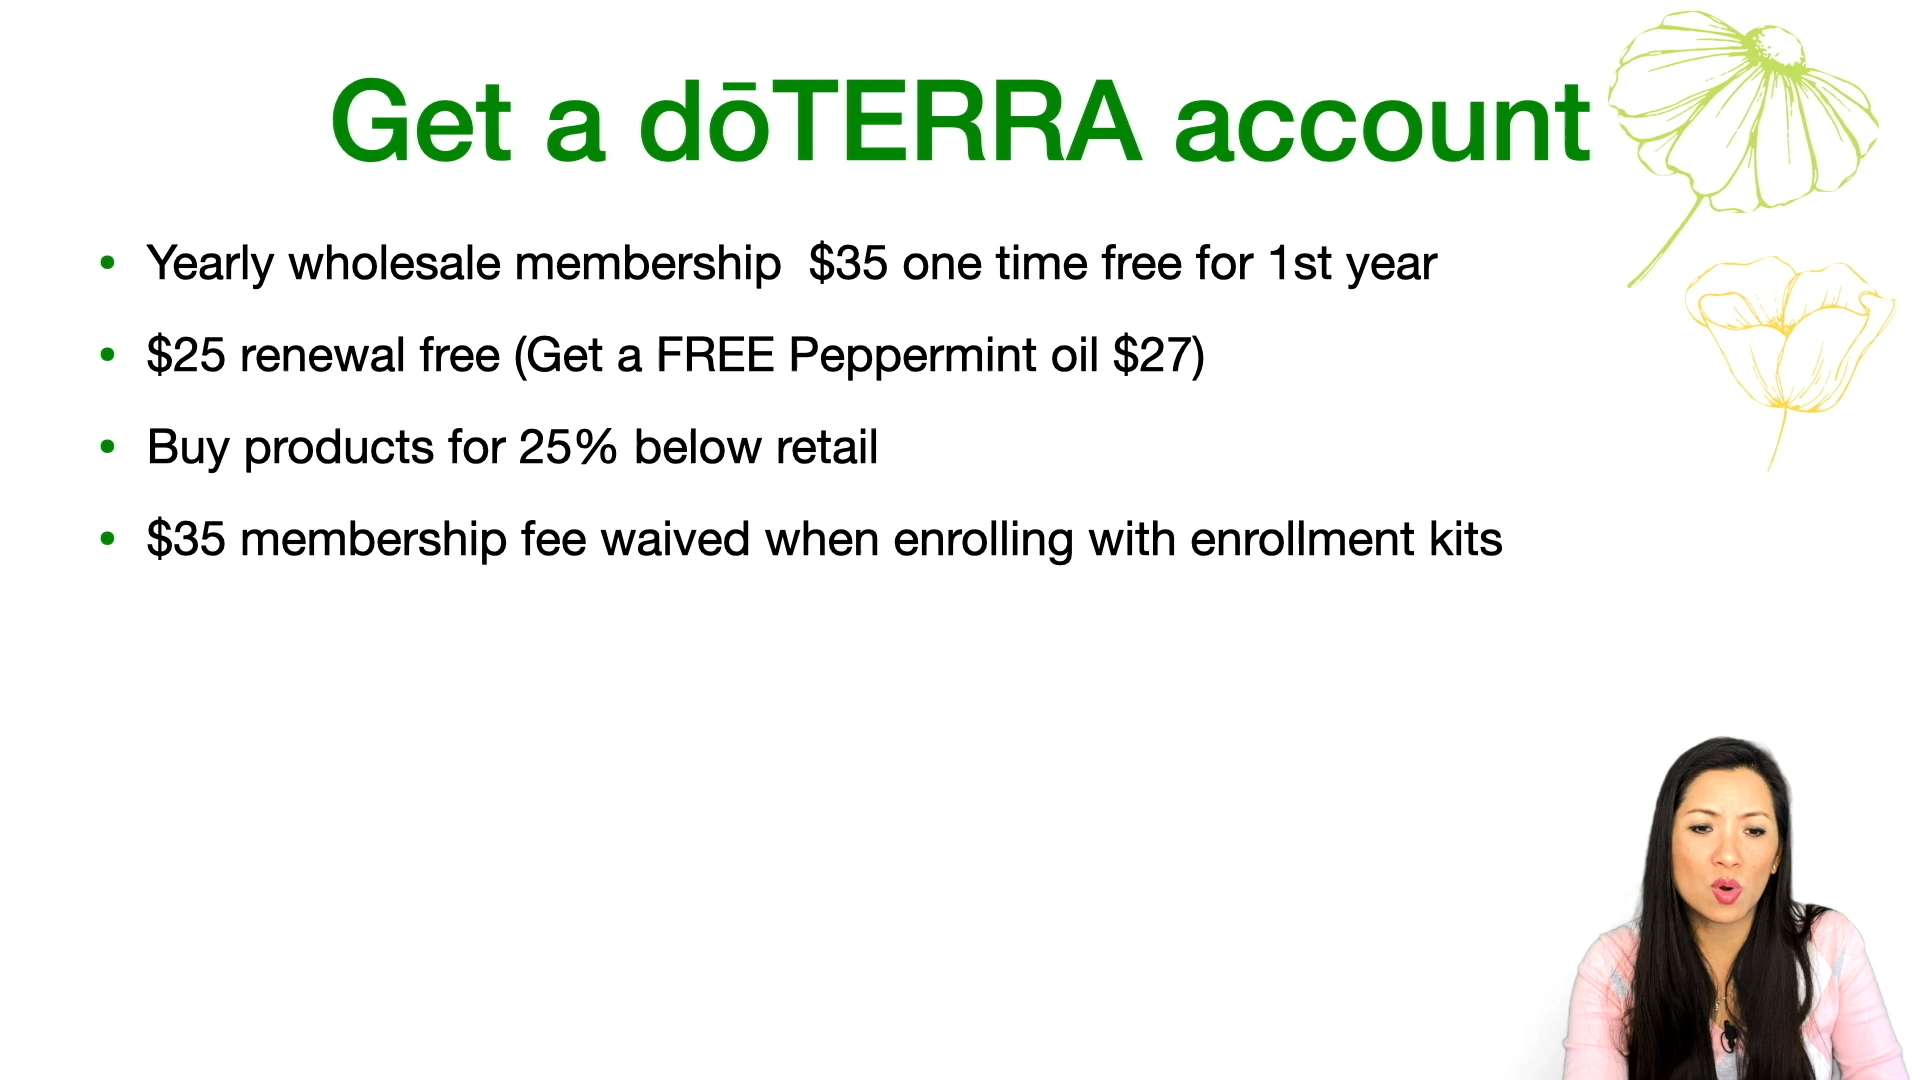 Get a dōTERRA account
• Yearly wholesale membership  $35 one time free for 1st year
• $25 renewal free (Get a FREE Peppermint oil $27)
• Buy products for 25% below retail
• $35 membership fee waived when enrolling with enrollment kits